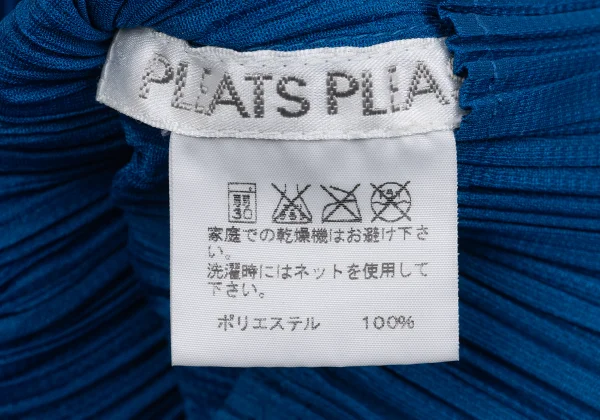 PLEATS PLEA
弱
30
家庭での乾燥機はお避け下さ
い。
洗濯時にはネットを使用して
下さい。
ポリエステル 100%